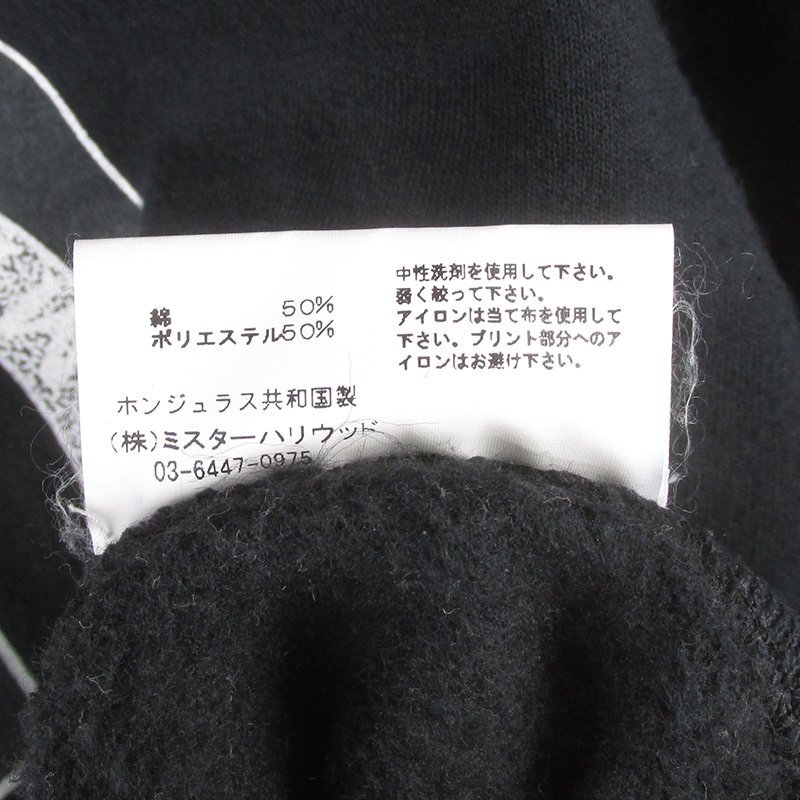 綿 50%
ポリエステル50%
ホンジュラス共和国製
(株)ミスターハリウッド
03-6447-0975
中性洗剤を使用して下さい。
弱く絞って下さい。
アイロンは当て布を使用して
下さい。プリント部分へのア
イロンはお避け下さい。